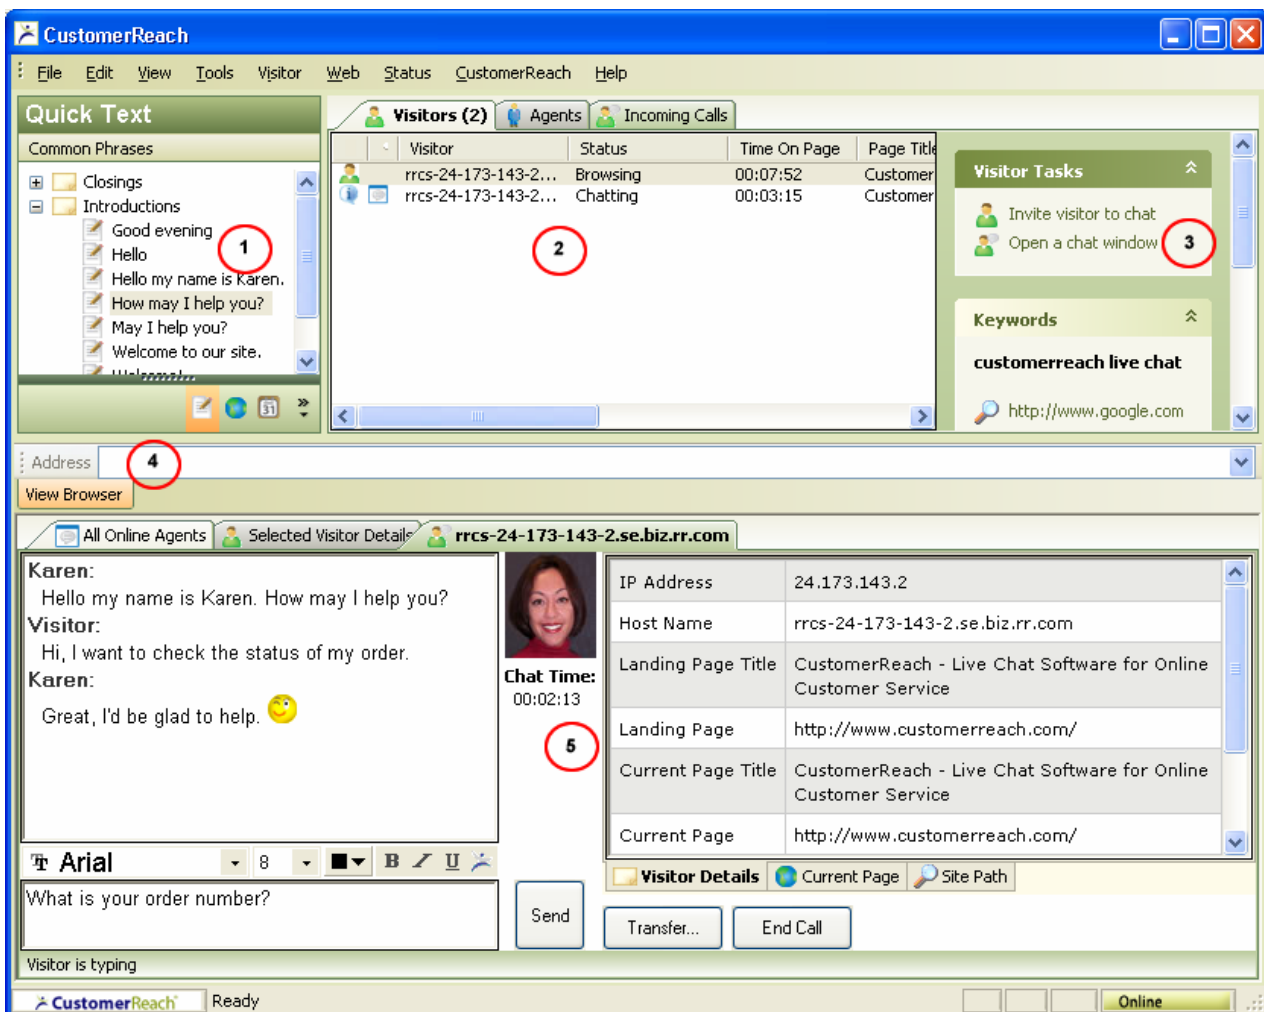 CustomerReach
File Edit View Tools Visitor Web Status CustomerReach Help
Quick Text
Common Phrases
Closings
Introductions
Good evening
Hello
Hello my name is Karen.
How may I help you?
May I help you?
Welcome to our site.
1
31
Visitors (2) Agents Incoming Calls
Visitor Status Time On Page Page Title
rrcs-24-173-143-2... Browsing 00:07:52 Customer
rrcs-24-173-143-2... Chatting 00:03:15 Customer
2
Visitor Tasks
Invite visitor to chat
Open a chat window
3
Keywords
customerreach live chat
http://www.google.com
Address
4
View Browser
All Online Agents Selected Visitor Details rrcs-24-173-143-2.se.biz.rr.com
Karen:
Hello my name is Karen. How may I help you?
Visitor:
Hi, I want to check the status of my order.
Karen:
Great, I'd be glad to help.
Chat Time:
00:02:13
5
IP Address 24.173.143.2
Host Name rrcs-24-173-143-2.se.biz.rr.com
Landing Page Title CustomerReach - Live Chat Software for Online
Customer Service
Landing Page http://www.customerreach.com/
Current Page Title CustomerReach - Live Chat Software for Online
Customer Service
Current Page http://www.customerreach.com/
Arial 8 B I U
Visitor Details Current Page Site Path
What is your order number?
Send
Transfer... End Call
Visitor is typing
CustomerReach Ready Online